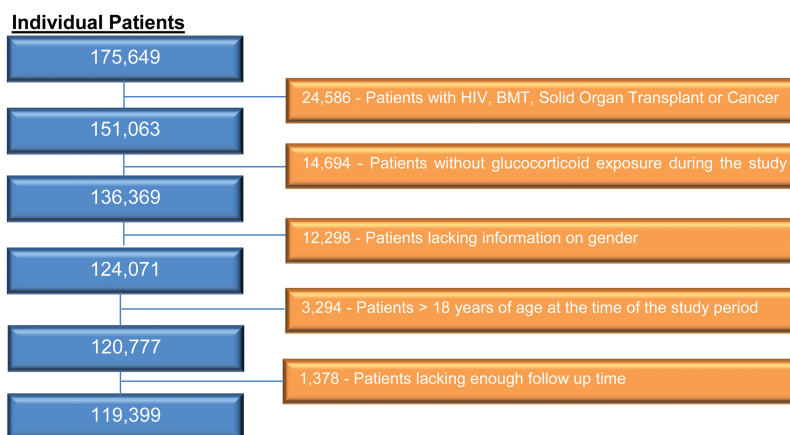 Individual Patients
175,649
24,586 - Patients with HIV, BMT, Solid Organ Transplant or Cancer
151,063
14,694 - Patients without glucocorticoid exposure during the study
136,369
12,298 - Patients lacking information on gender
124,071
3,294 - Patients > 18 years of age at the time of the study period
120,777
1,378 - Patients lacking enough follow up time
119,399